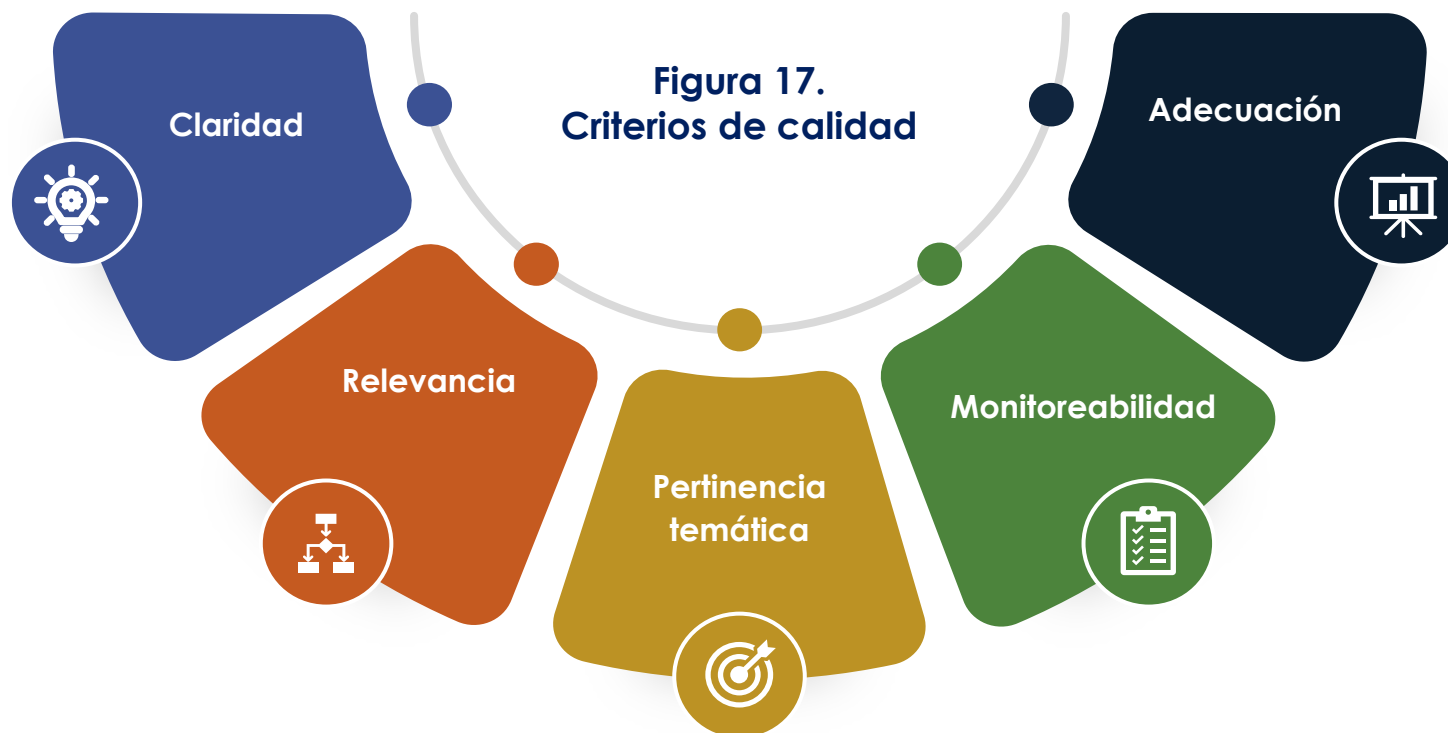 Figura 17.
Criterios de calidad
Claridad
Relevancia
Pertinencia
temática
Monitoreabilidad
Adecuación